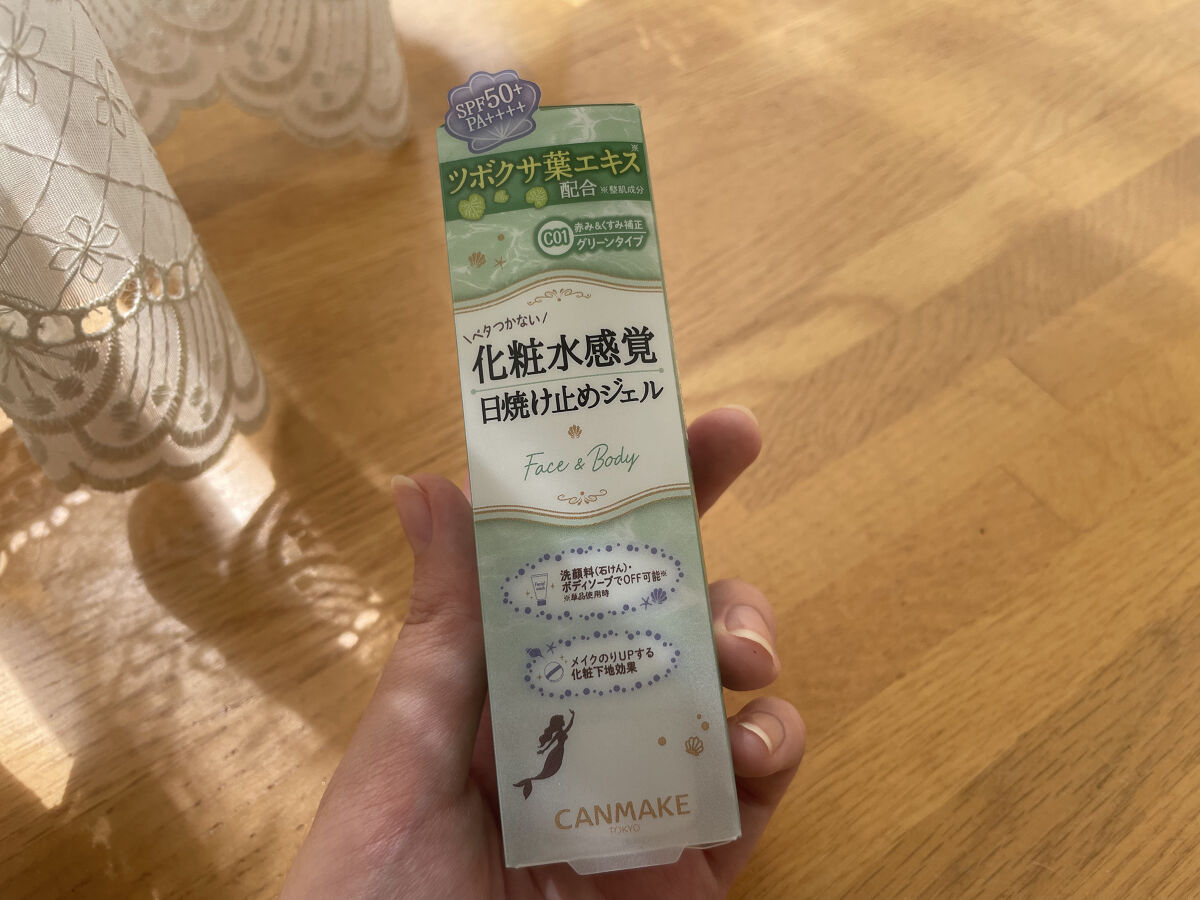 SPF50+
PA++++
ツボクサ葉エキス※
配合 ※整肌成分
C01 赤み&くすみ補正
グリーンタイプ
\ベタつかない/
化粧水感覚
日焼け止めジェル
Face & Body
洗顔料(石けん)・
ボディソープでOFF可能※
※単品使用時
メイクのりUPする
化粧下地効果
CANMAKE
TOKYO